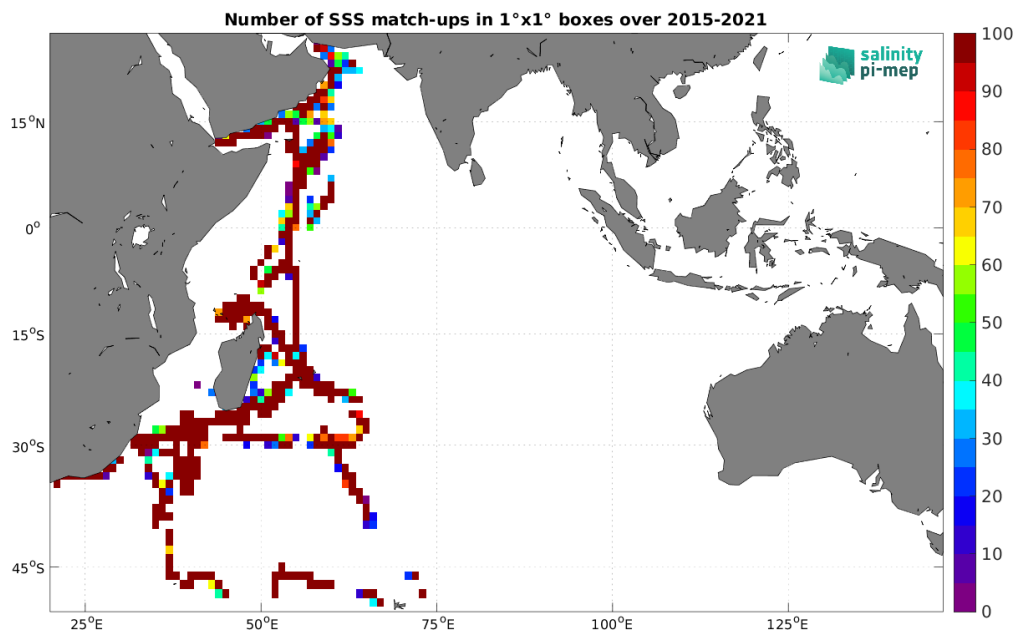 Number of SSS match-ups in 1°x1° boxes over 2015-2021
salinity
pi-mep
15°N
0°
15°S
30°S
45°S
25°E
50°E
75°E
100°E
125°E
100
90
80
70
60
50
40
30
20
10
0